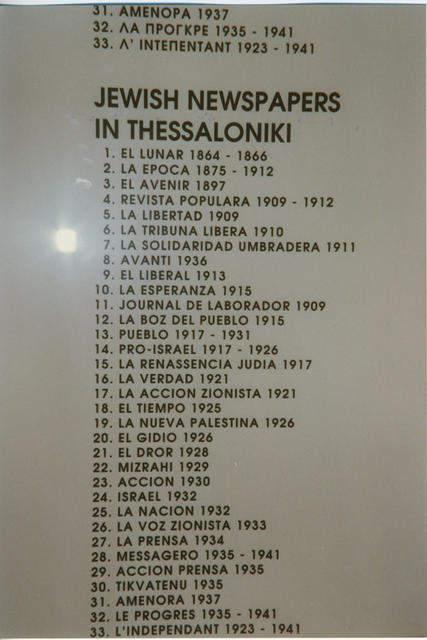 31. ΑΜΕΝΟΡΑ 1937
32. ΛΑ ΠΡΟΓΚΡΕ 1935 - 1941
33. Λ' ΙΝΤΕΠΕΝΤΑΝΤ 1923 - 1941
JEWISH NEWSPAPERS
IN THESSALONIKI
1. EL LUNAR 1864 - 1866
2. LA EPOCA 1875 - 1912
3. EL AVENIR 1897
4. REVISTA POPULARA 1909 - 1912
5. LA LIBERTAD 1909
6. LA TRIBUNA LIBERA 1910
7. LA SOLIDARIDAD UMBRADERA 1911
8. AVANTI 1936
9. EL LIBERAL 1913
10. LA ESPERANZA 1915
11. JOURNAL DE LABORADOR 1909
12. LA BOZ DEL PUEBLO 1915
13. PUEBLO 1917 - 1931
14. PRO-ISRAEL 1917 - 1926
15. LA RENASSENCIA JUDIA 1917
16. LA VERDAD 1921
17. LA ACCION ZIONISTA 1921
18. EL TIEMPO 1925
19. LA NUEVA PALESTINA 1926
20. EL GIDIO 1926
21. EL DROR 1928
22. MIZRAHI 1929
23. ACCION 1930
24. ISRAEL 1932
25. LA NACION 1932
26. LA VOZ ZIONISTA 1933
27. LA PRENSA 1934
28. MESSAGERO 1935 - 1941
29. ACCION PRENSA 1935
30. TIKVATENU 1935
31. AMENORA 1937
32. LE PROGRES 1935 - 1941
33. L'INDEPENDANT 1923 - 1941